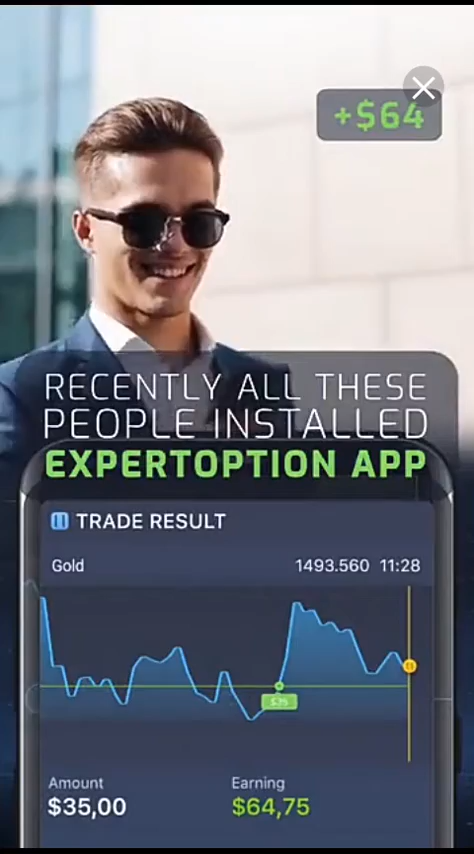 +$64
RECENTLY ALL THESE
PEOPLE INSTALLED
EXPERTOPTION APP
TRADE RESULT
Gold 1493.560 11:28
$35
Amount Earning
$35,00 $64,75